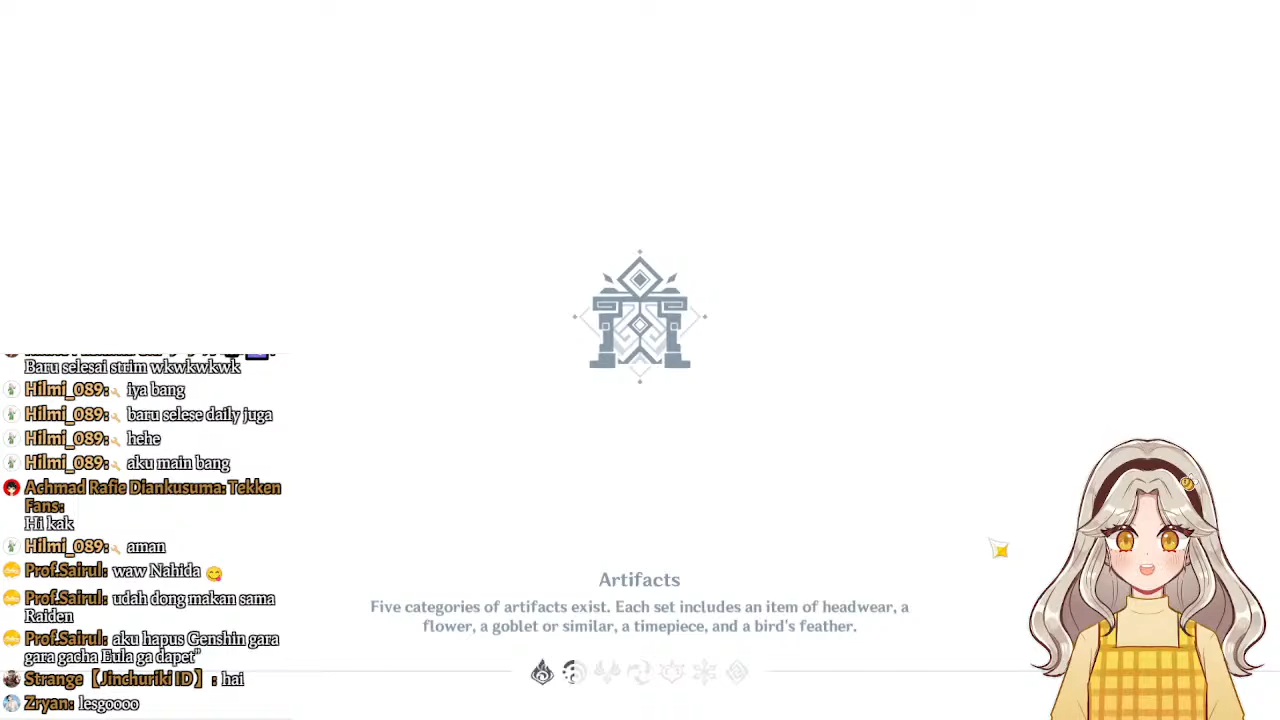 Baru selesai strim wkwkwkwk
Hilmi_089: iya bang
Hilmi_089: baru selese daily juga
Hilmi_089: hehe
Hilmi_089: aku main bang
Achmad Rafie Diankusuma: Tekken
Fans:
Hi kak
Hilmi_089: aman
Prof.Sairul: waw Nahida 😋
Prof.Sairul: udah dong makan sama
Raiden
Prof.Sairul: aku hapus Genshin gara
gara gacha Eula ga dapet"
Strange【Jinchuriki ID】 : hai
Zryan: lesgoooo
Artifacts
Five categories of artifacts exist. Each set includes an item of headwear, a
flower, a goblet or similar, a timepiece, and a bird's feather.